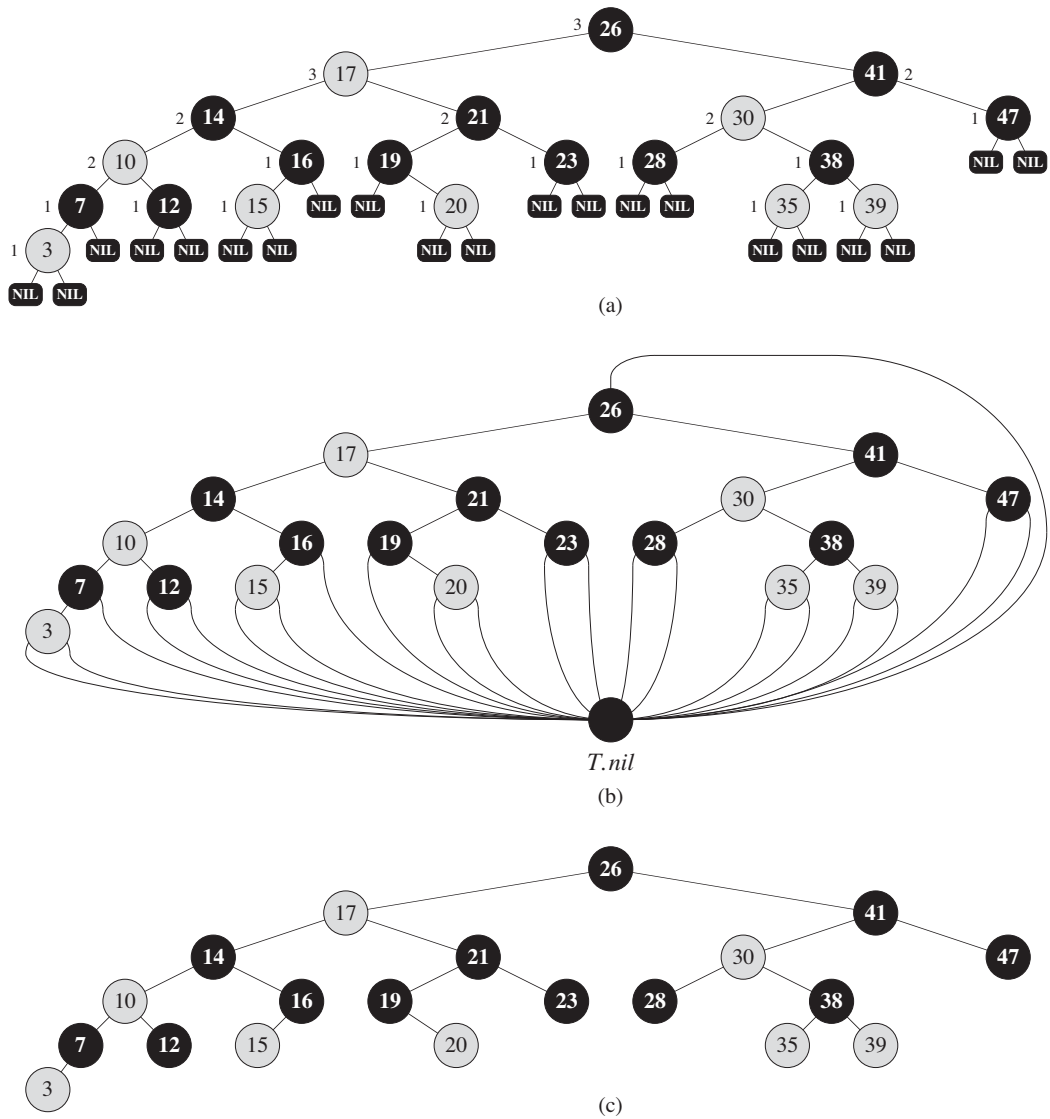 3 26
3 17 41 2
2 14 2 21 2 30 1 47
2 10 1 16 1 19 1 23 1 28 1 38 NIL NIL
1 7 1 12 1 15 NIL NIL 1 20 NIL NIL NIL NIL 1 35 1 39
1 3 NIL NIL NIL NIL NIL NIL NIL NIL NIL NIL NIL
NIL NIL
(a)
26
17 41
14 21 30 47
10 16 19 23 28 38
7 12 15 20 35 39
3
T.nil
(b)
26
17 41
14 21 30 47
10 16 19 23 28 38
7 12 15 20 35 39
3
(c)